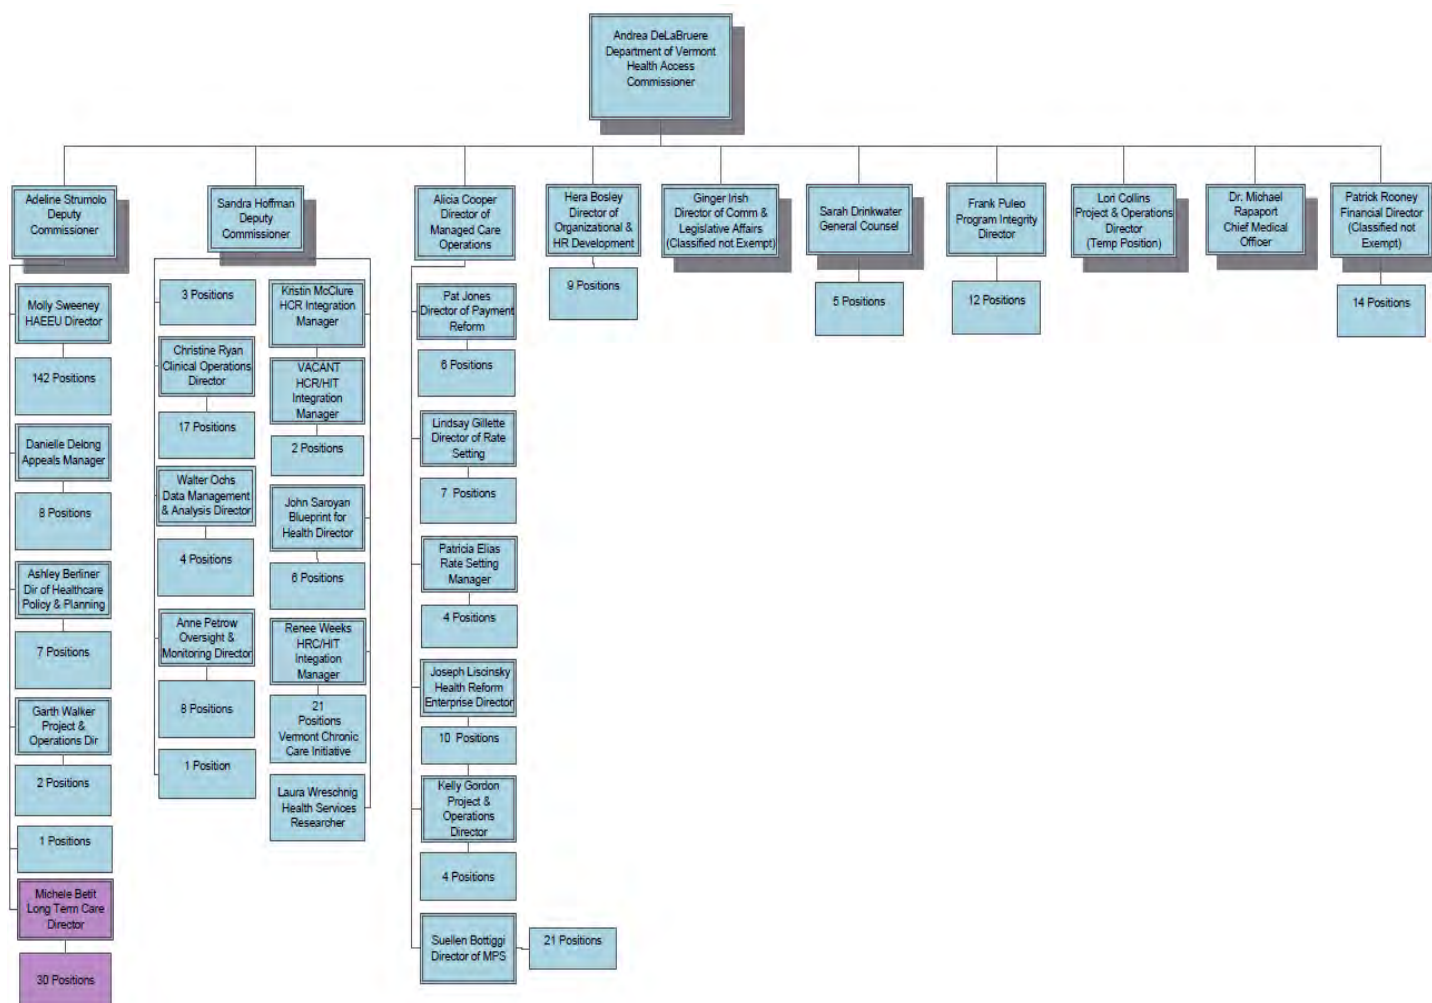 Andrea DeLaBruere
Department of Vermont
Health Access
Commissioner
Adeline Strumolo
Deputy
Commissioner
Sandra Hoffman
Deputy
Commissioner
Alicia Cooper
Director of
Managed Care
Operations
Hera Bosley
Director of
Organizational &
HR Development
Ginger Irish
Director of Comm &
Legislative Affairs
(Classified not Exempt)
Sarah Drinkwater
General Counsel
Frank Puleo
Program Integrity
Director
Lori Collins
Project & Operations
Director
(Temp Position)
Dr. Michael
Rapaport
Chief Medical
Officer
Patrick Rooney
Financial Director
(Classified not
Exempt)
9 Positions
5 Positions
12 Positions
14 Positions
Molly Sweeney
HAEEU Director
142 Positions
Danielle Delong
Appeals Manager
8 Positions
Ashley Berliner
Dir of Healthcare
Policy & Planning
7 Positions
Garth Walker
Project &
Operations Dir
2 Positions
1 Positions
Michele Betit
Long Term Care
Director
30 Positions
3 Positions
Christine Ryan
Clinical Operations
Director
17 Positions
Walter Ochs
Data Management
& Analysis Director
4 Positions
Anne Petrow
Oversight &
Monitoring Director
8 Positions
1 Position
Kristin McClure
HCR Integration
Manager
VACANT
HCR/HIT
Integration
Manager
2 Positions
John Saroyan
Blueprint for
Health Director
6 Positions
Renee Weeks
HRC/HIT
Integation
Manager
21
Positions
Vermont Chronic
Care Initiative
Laura Wreschnig
Health Services
Researcher
Pat Jones
Director of Payment
Reform
6 Positions
Lindsay Gillette
Director of Rate
Setting
7 Positions
Patricia Elias
Rate Setting
Manager
4 Positions
Joseph Liscinsky
Health Reform
Enterprise Director
10 Positions
Kelly Gordon
Project &
Operations
Director
4 Positions
Suellen Bottiggi
Director of MPS
21 Positions